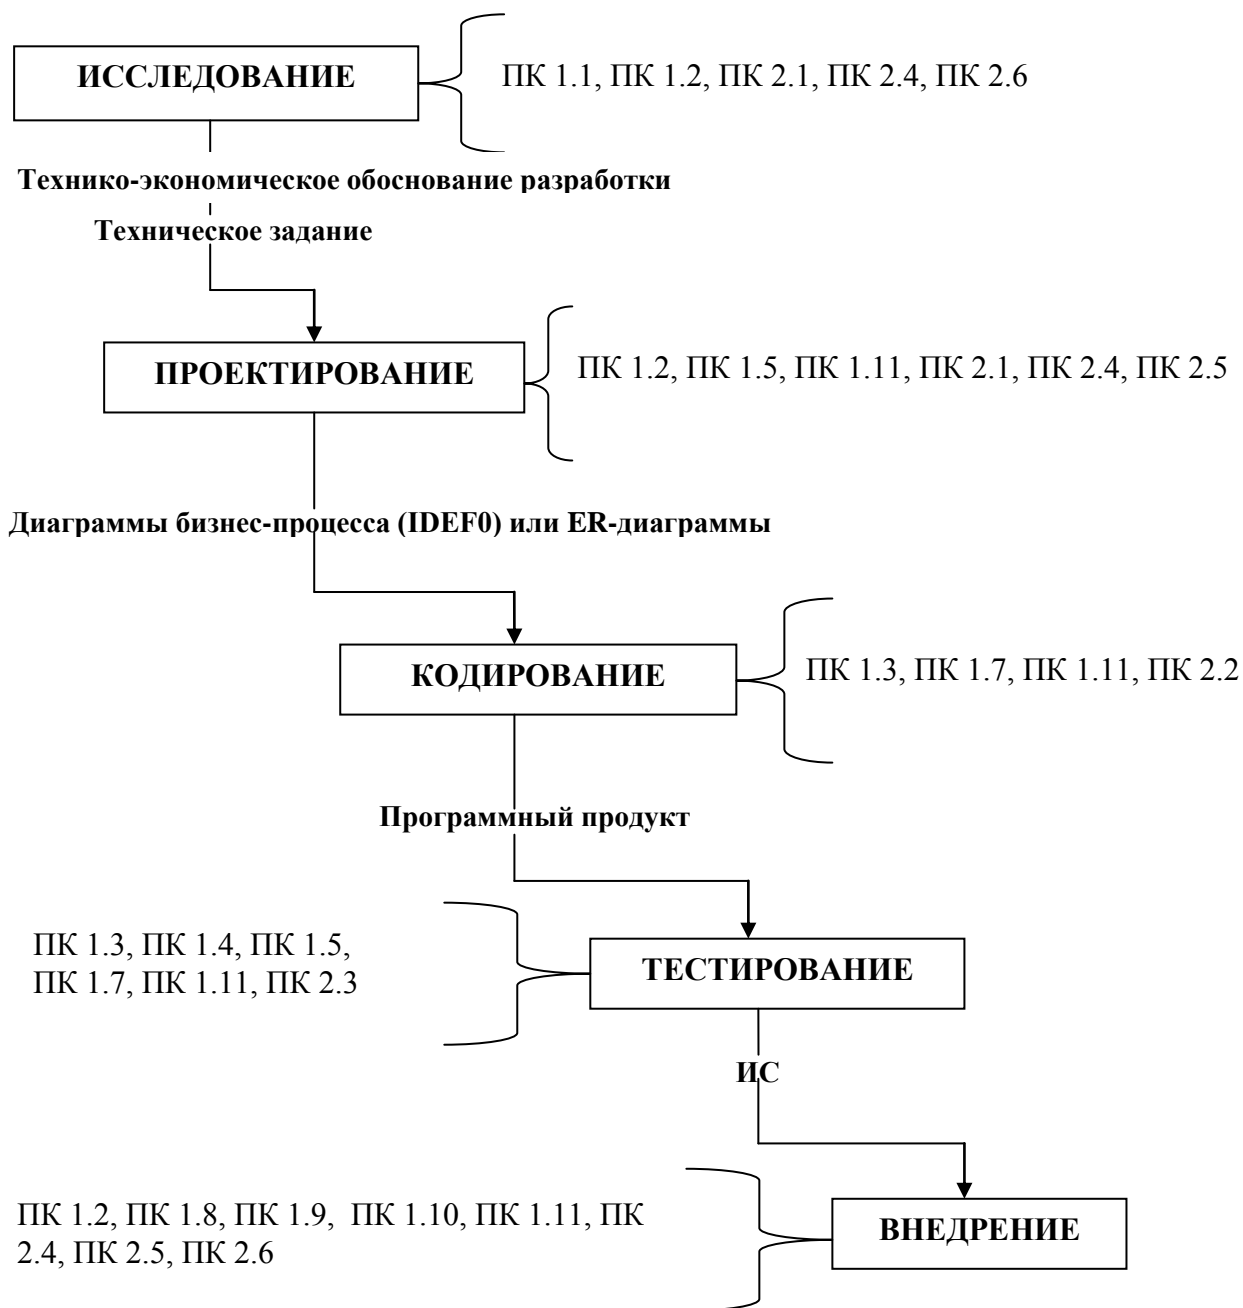 ИССЛЕДОВАНИЕ
ПК 1.1, ПК 1.2, ПК 2.1, ПК 2.4, ПК 2.6
Технико-экономическое обоснование разработки
Техническое задание
ПРОЕКТИРОВАНИЕ
ПК 1.2, ПК 1.5, ПК 1.11, ПК 2.1, ПК 2.4, ПК 2.5
Диаграммы бизнес-процесса (IDEF0) или ER-диаграммы
КОДИРОВАНИЕ
ПК 1.3, ПК 1.7, ПК 1.11, ПК 2.2
Программный продукт
ПК 1.3, ПК 1.4, ПК 1.5,
ПК 1.7, ПК 1.11, ПК 2.3
ТЕСТИРОВАНИЕ
ИС
ПК 1.2, ПК 1.8, ПК 1.9, ПК 1.10, ПК 1.11, ПК
2.4, ПК 2.5, ПК 2.6
ВНЕДРЕНИЕ